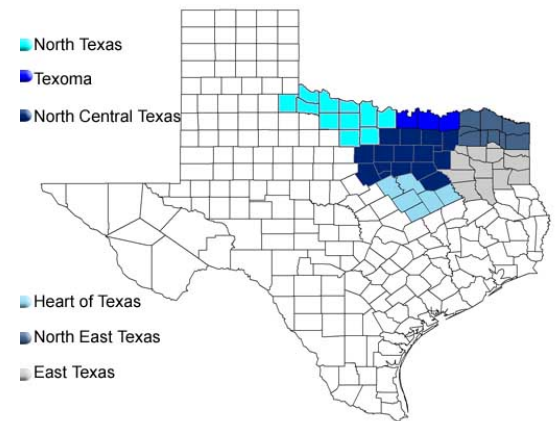 North Texas
Texoma
North Central Texas
Heart of Texas
North East Texas
East Texas